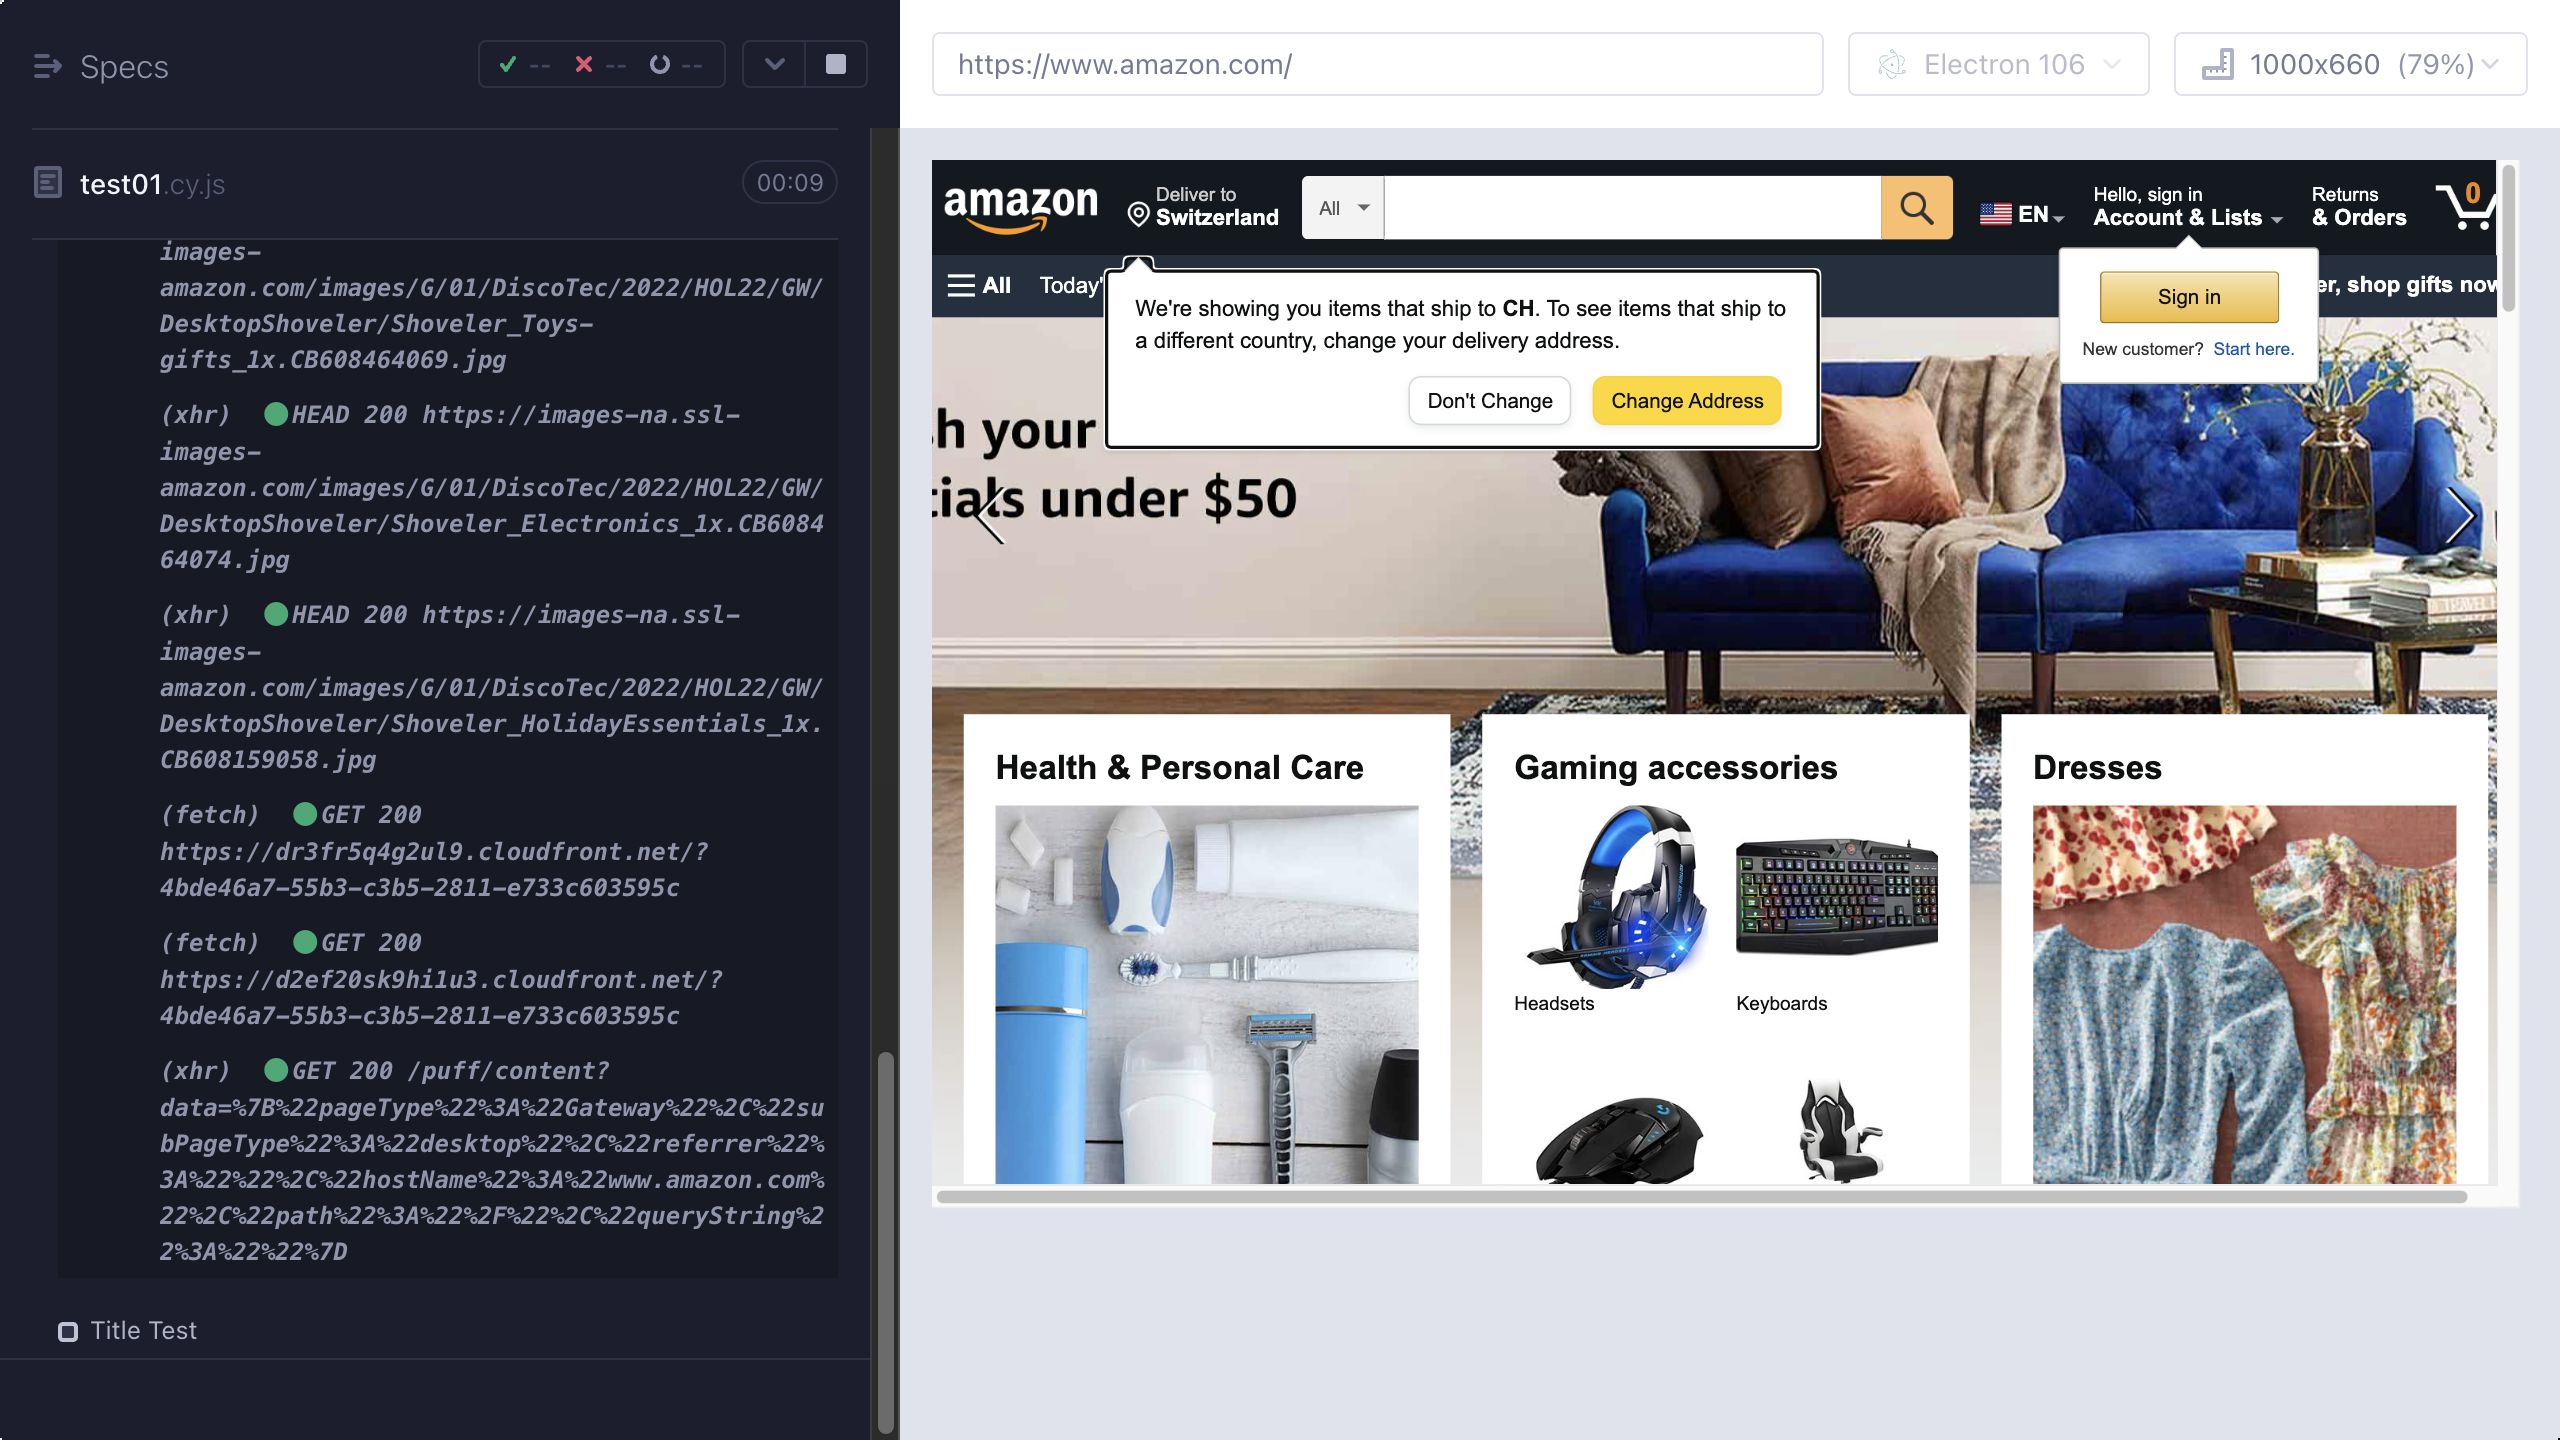 Specs
-- -- --
test01.cy.js
00:09
images-
amazon.com/images/G/01/DiscoTec/2022/HOL22/GW/
DesktopShoveler/Shoveler_Toys-
gifts_1x.CB608464069.jpg
(xhr) HEAD 200 https://images-na.ssl-
images-
amazon.com/images/G/01/DiscoTec/2022/HOL22/GW/
DesktopShoveler/Shoveler_Electronics_1x.CB6084
64074.jpg
(xhr) HEAD 200 https://images-na.ssl-
images-
amazon.com/images/G/01/DiscoTec/2022/HOL22/GW/
DesktopShoveler/Shoveler_HolidayEssentials_1x.
CB608159058.jpg
(fetch) GET 200
https://dr3fr5q4g2ul9.cloudfront.net/?
4bde46a7-55b3-c3b5-2811-e733c603595c
(fetch) GET 200
https://d2ef20sk9hi1u3.cloudfront.net/?
4bde46a7-55b3-c3b5-2811-e733c603595c
(xhr) GET 200 /puff/content?
data=%7B%22pageType%22%3A%22Gateway%22%2C%22su
bPageType%22%3A%22desktop%22%2C%22referrer%22%
3A%22%22%2C%22hostName%22%3A%22www.amazon.com%
22%2C%22path%22%3A%22%2F%22%2C%22queryString%2
2%3A%22%22%7D
Title Test
https://www.amazon.com/
Electron 106
1000x660 (79%)
amazon
Deliver to
Switzerland
All
EN
Hello, sign in
Account & Lists
Returns
& Orders
0
All
Today'
er, shop gifts now
We're showing you items that ship to CH. To see items that ship to
a different country, change your delivery address.
Don't Change
Change Address
Sign in
New customer? Start here.
h your
tials under $50
Health & Personal Care
Gaming accessories
Headsets
Keyboards
Dresses